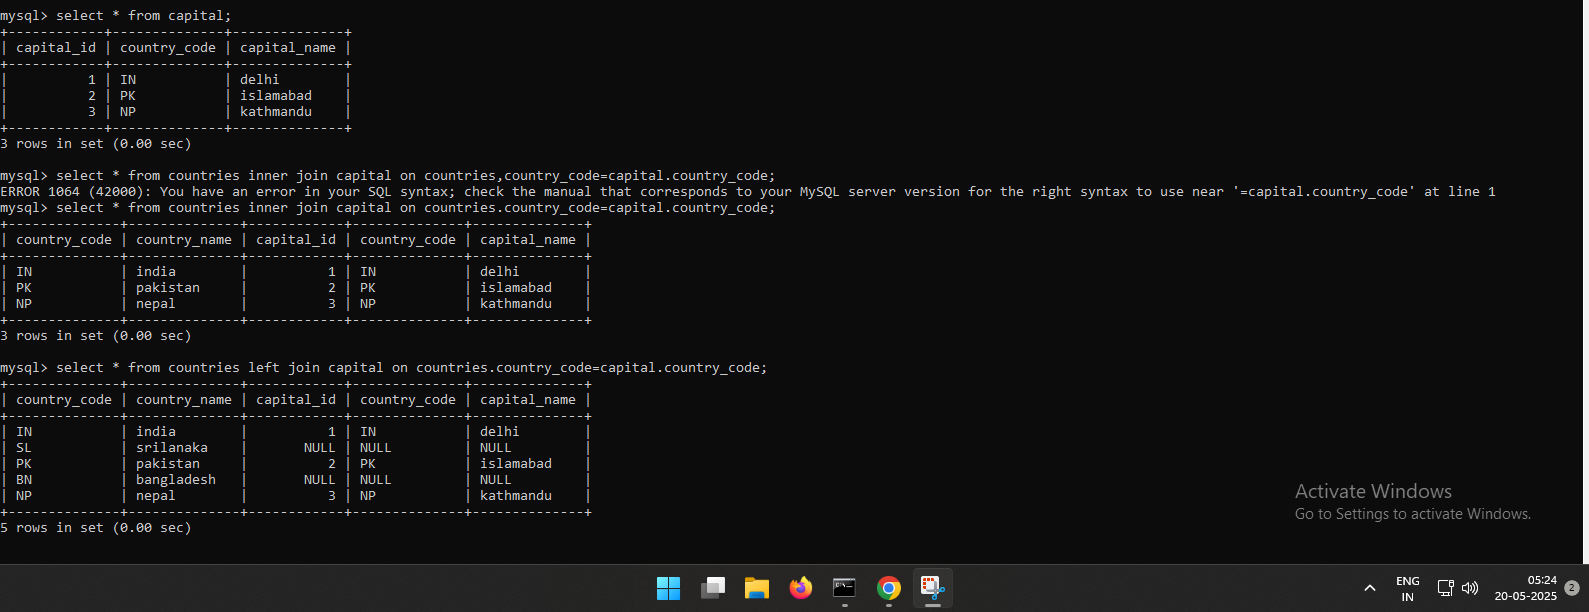 mysql> select * from capital;
+------------+--------------+--------------+
| capital_id | country_code | capital_name |
+------------+--------------+--------------+
|          1 | IN           | delhi        |
|          2 | PK           | islamabad    |
|          3 | NP           | kathmandu    |
+------------+--------------+--------------+
3 rows in set (0.00 sec)
mysql> select * from countries inner join capital on countries,country_code=capital.country_code;
ERROR 1064 (42000): You have an error in your SQL syntax; check the manual that corresponds to your MySQL server version for the right syntax to use near '=capital.country_code' at line 1
mysql> select * from countries inner join capital on countries.country_code=capital.country_code;
+--------------+--------------+------------+--------------+--------------+
| country_code | country_name | capital_id | country_code | capital_name |
+--------------+--------------+------------+--------------+--------------+
| IN           | india        |          1 | IN           | delhi        |
| PK           | pakistan     |          2 | PK           | islamabad    |
| NP           | nepal        |          3 | NP           | kathmandu    |
+--------------+--------------+------------+--------------+--------------+
3 rows in set (0.00 sec)
mysql> select * from countries left join capital on countries.country_code=capital.country_code;
+--------------+--------------+------------+--------------+--------------+
| country_code | country_name | capital_id | country_code | capital_name |
+--------------+--------------+------------+--------------+--------------+
| IN           | india        |          1 | IN           | delhi        |
| SL           | srilanaka    |       NULL | NULL         | NULL         |
| PK           | pakistan     |          2 | PK           | islamabad    |
| BN           | bangladesh   |       NULL | NULL         | NULL         |
| NP           | nepal        |          3 | NP           | kathmandu    |
+--------------+--------------+------------+--------------+--------------+
5 rows in set (0.00 sec)
Activate Windows
Go to Settings to activate Windows.
ENG
IN
05:24
20-05-2025
2